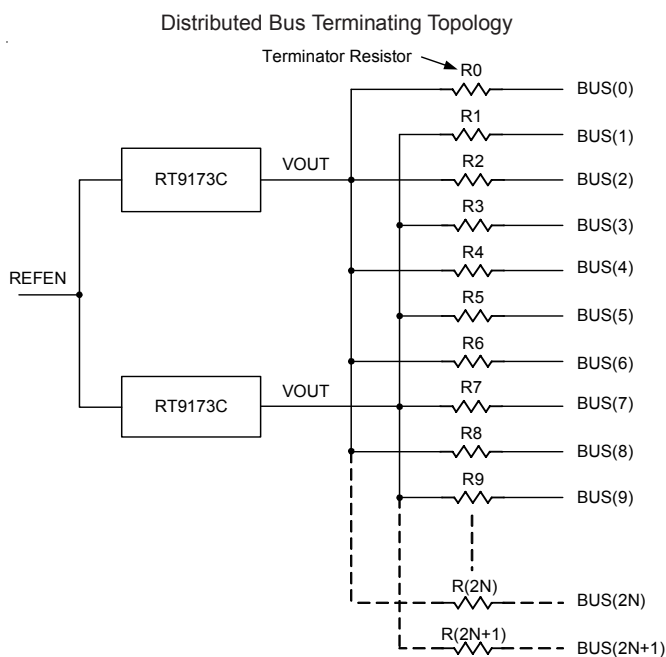 Distributed Bus Terminating Topology
Terminator Resistor
R0
BUS(0)
R1
BUS(1)
RT9173C
VOUT
R2
BUS(2)
R3
BUS(3)
REFEN
R4
BUS(4)
R5
BUS(5)
R6
BUS(6)
RT9173C
VOUT
R7
BUS(7)
R8
BUS(8)
R9
BUS(9)
R(2N)
BUS(2N)
R(2N+1)
BUS(2N+1)